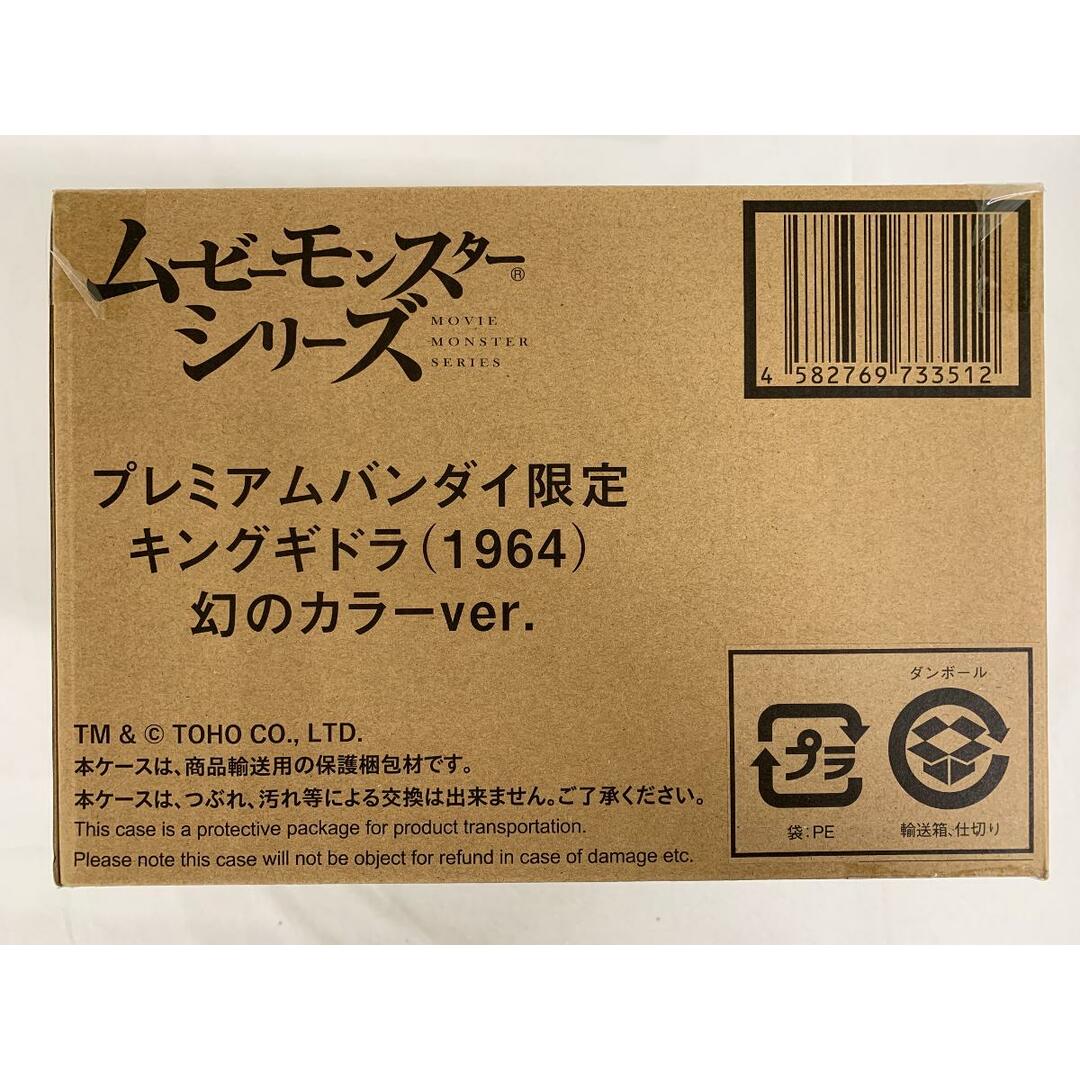 ムゼーモンスター®
シリーズ
MOVIE
MONSTER
SERIES
4 582769 733512
プレミアムバンダイ限定
キングギドラ(1964)
幻のカラーver.
TM & © TOHO CO., LTD.
本ケースは、商品輸送用の保護梱包材です。
本ケースは、つぶれ、汚れ等による交換は出来ません。ご了承ください。
This case is a protective package for product transportation.
Please note this case will not be object for refund in case of damage etc.
ダンボール
プラ
袋:PE
輸送箱、仕切り